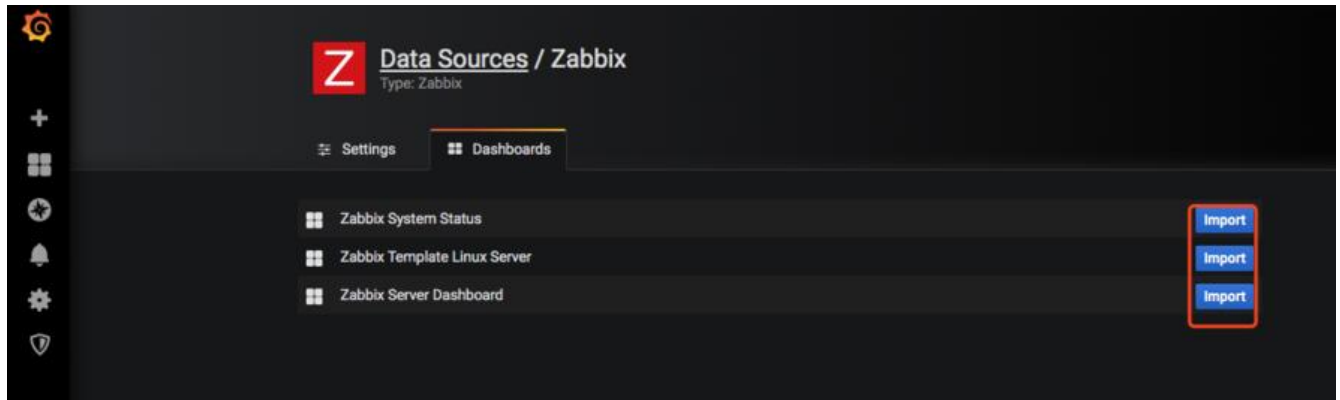 Z
Data Sources / Zabbix
Type: Zabbix
Settings Dashboards
Zabbix System Status Import
Zabbix Template Linux Server Import
Zabbix Server Dashboard Import